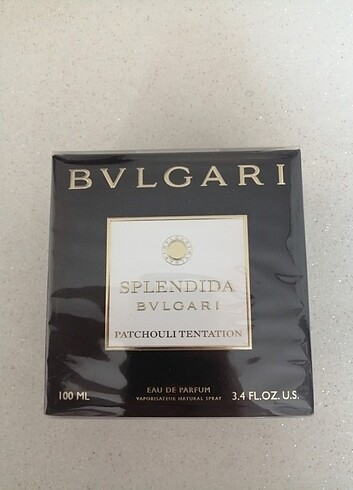 BVLGARI
SPLENDIDA
BVLGARI
PATCHOULI TENTATION
100 ML
EAU DE PARFUM
VAPORISATEUR NATURAL SPRAY
3.4 FL.OZ. U.S.